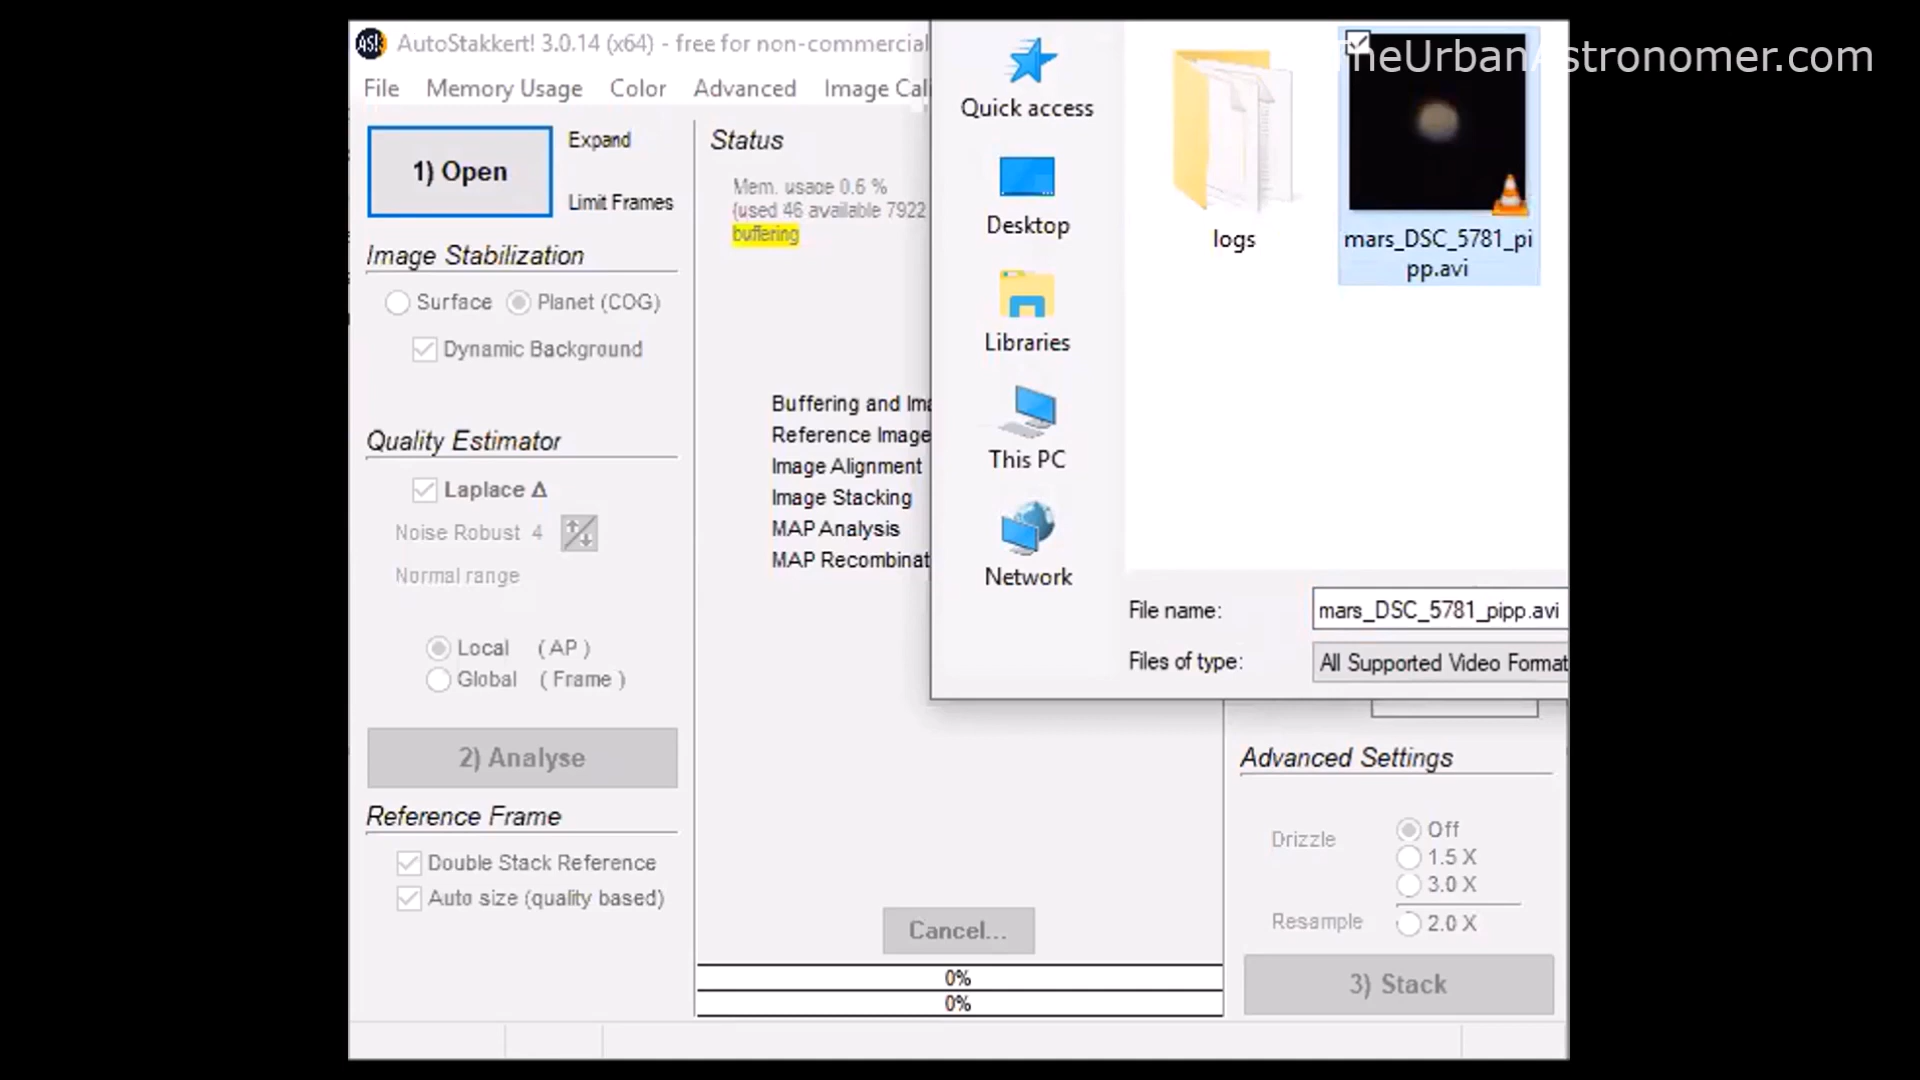 AS!
AutoStakkert! 3.0.14 (x64) - free for non-commercial
File Memory Usage Color Advanced Image Cali
1) Open
Expand
Limit Frames
Image Stabilization
Surface Planet (COG)
Dynamic Background
Quality Estimator
Laplace Δ
Noise Robust 4
Normal range
Local (AP)
Global (Frame)
2) Analyse
Reference Frame
Double Stack Reference
Auto size (quality based)
Status
Mem. usage 0.6 %
(used 46 available 7922
buffering
Buffering and Ima
Reference Image
Image Alignment
Image Stacking
MAP Analysis
MAP Recombinat
Cancel...
0%
0%
Quick access
Desktop
Libraries
This PC
Network
logs
mars_DSC_5781_pi
pp.avi
File name: mars_DSC_5781_pipp.avi
Files of type: All Supported Video Format
Advanced Settings
Drizzle
Off
1.5 X
3.0 X
Resample 2.0 X
3) Stack
TheUrbanAstronomer.com